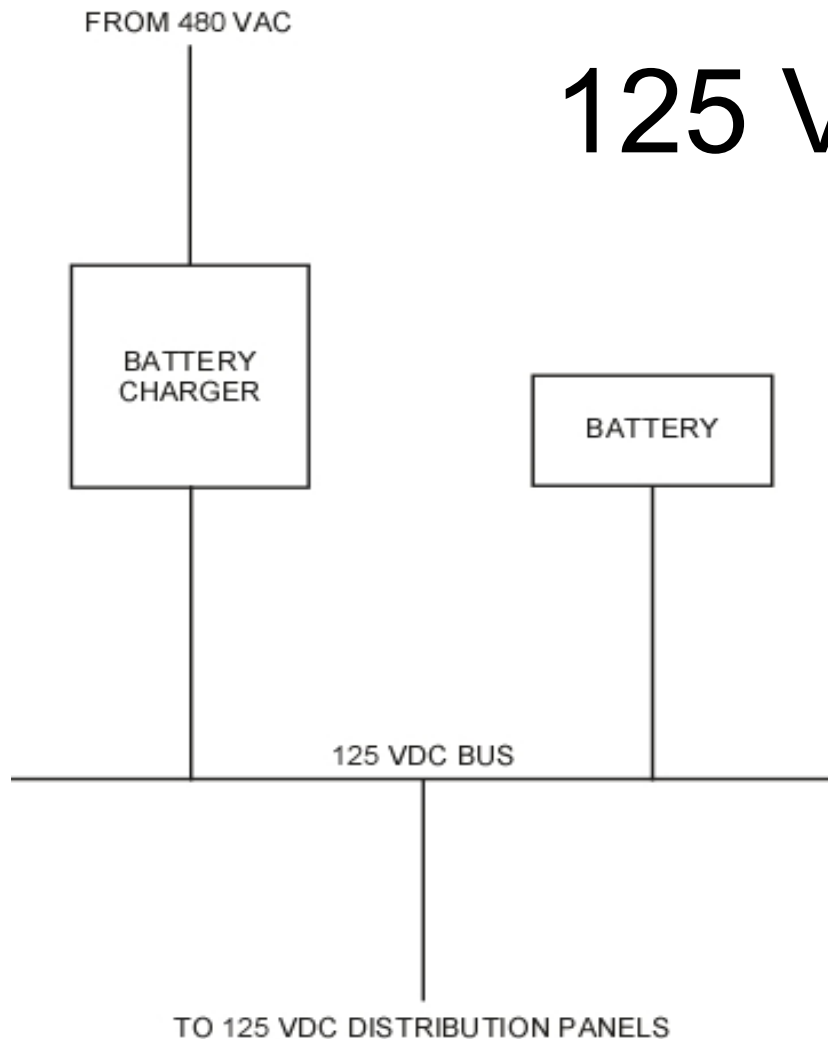 FROM 480 VAC
125 V
BATTERY
CHARGER
BATTERY
125 VDC BUS
TO 125 VDC DISTRIBUTION PANELS